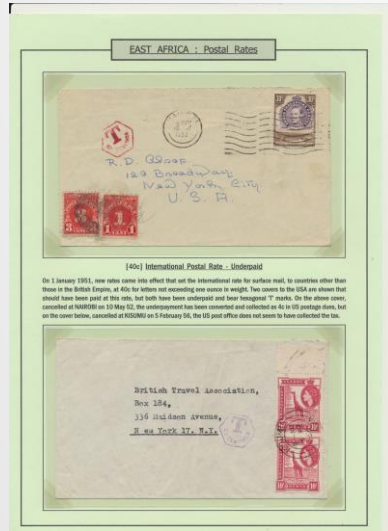 EAST AFRICA : Postal Rates
T
R.D.
120 Broadway
New York City
U. S. A.
3 CENTS 1 CENT
[40c] International Postal Rate - Underpaid
On 1 January 1951, new rates came into effect that set the international rate for surface mail, to countries other than
those in the British Empire, at 40c for letters not exceeding one ounce in weight. Two covers to the USA are shown that
should have been paid at this rate, but both have been underpaid and bear hexagonal 'T' marks. On the above cover,
cancelled at NAIROBI on 10 May 52, the underpayment has been converted and collected as 4c in US postage dues, but
on the cover below, cancelled at KISUMU on 5 February 56, the US post office does not seem to have collected the tax.
British Travel Association,
Box 184,
336 Madison Avenue,
New York 17. N.Y.
T